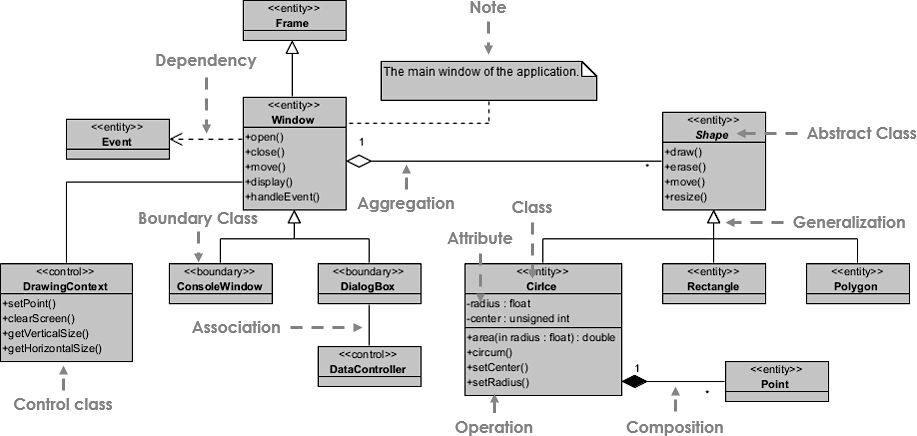 <<entity>>
Frame
Note
Dependency
The main window of the application.
<<entity>>
Window
+open()
+close()
+move()
+display()
+handleEvent()
<<entity>>
Event
1
*
Aggregation
<<entity>>
Shape
+draw()
+erase()
+move()
+resize()
Abstract Class
Generalization
Boundary Class
Class
Attribute
<<control>>
DrawingContext
+setPoint()
+clearScreen()
+getVerticalSize()
+getHorizontalSize()
Control class
<<boundary>>
ConsoleWindow
<<boundary>>
DialogBox
Association
<<control>>
DataController
<<entity>>
Cirlce
-radius : float
-center : unsigned int
+area(in radius : float) : double
+circum()
+setCenter()
+setRadius()
Operation
<<entity>>
Rectangle
<<entity>>
Polygon
1
*
Composition
<<entity>>
Point